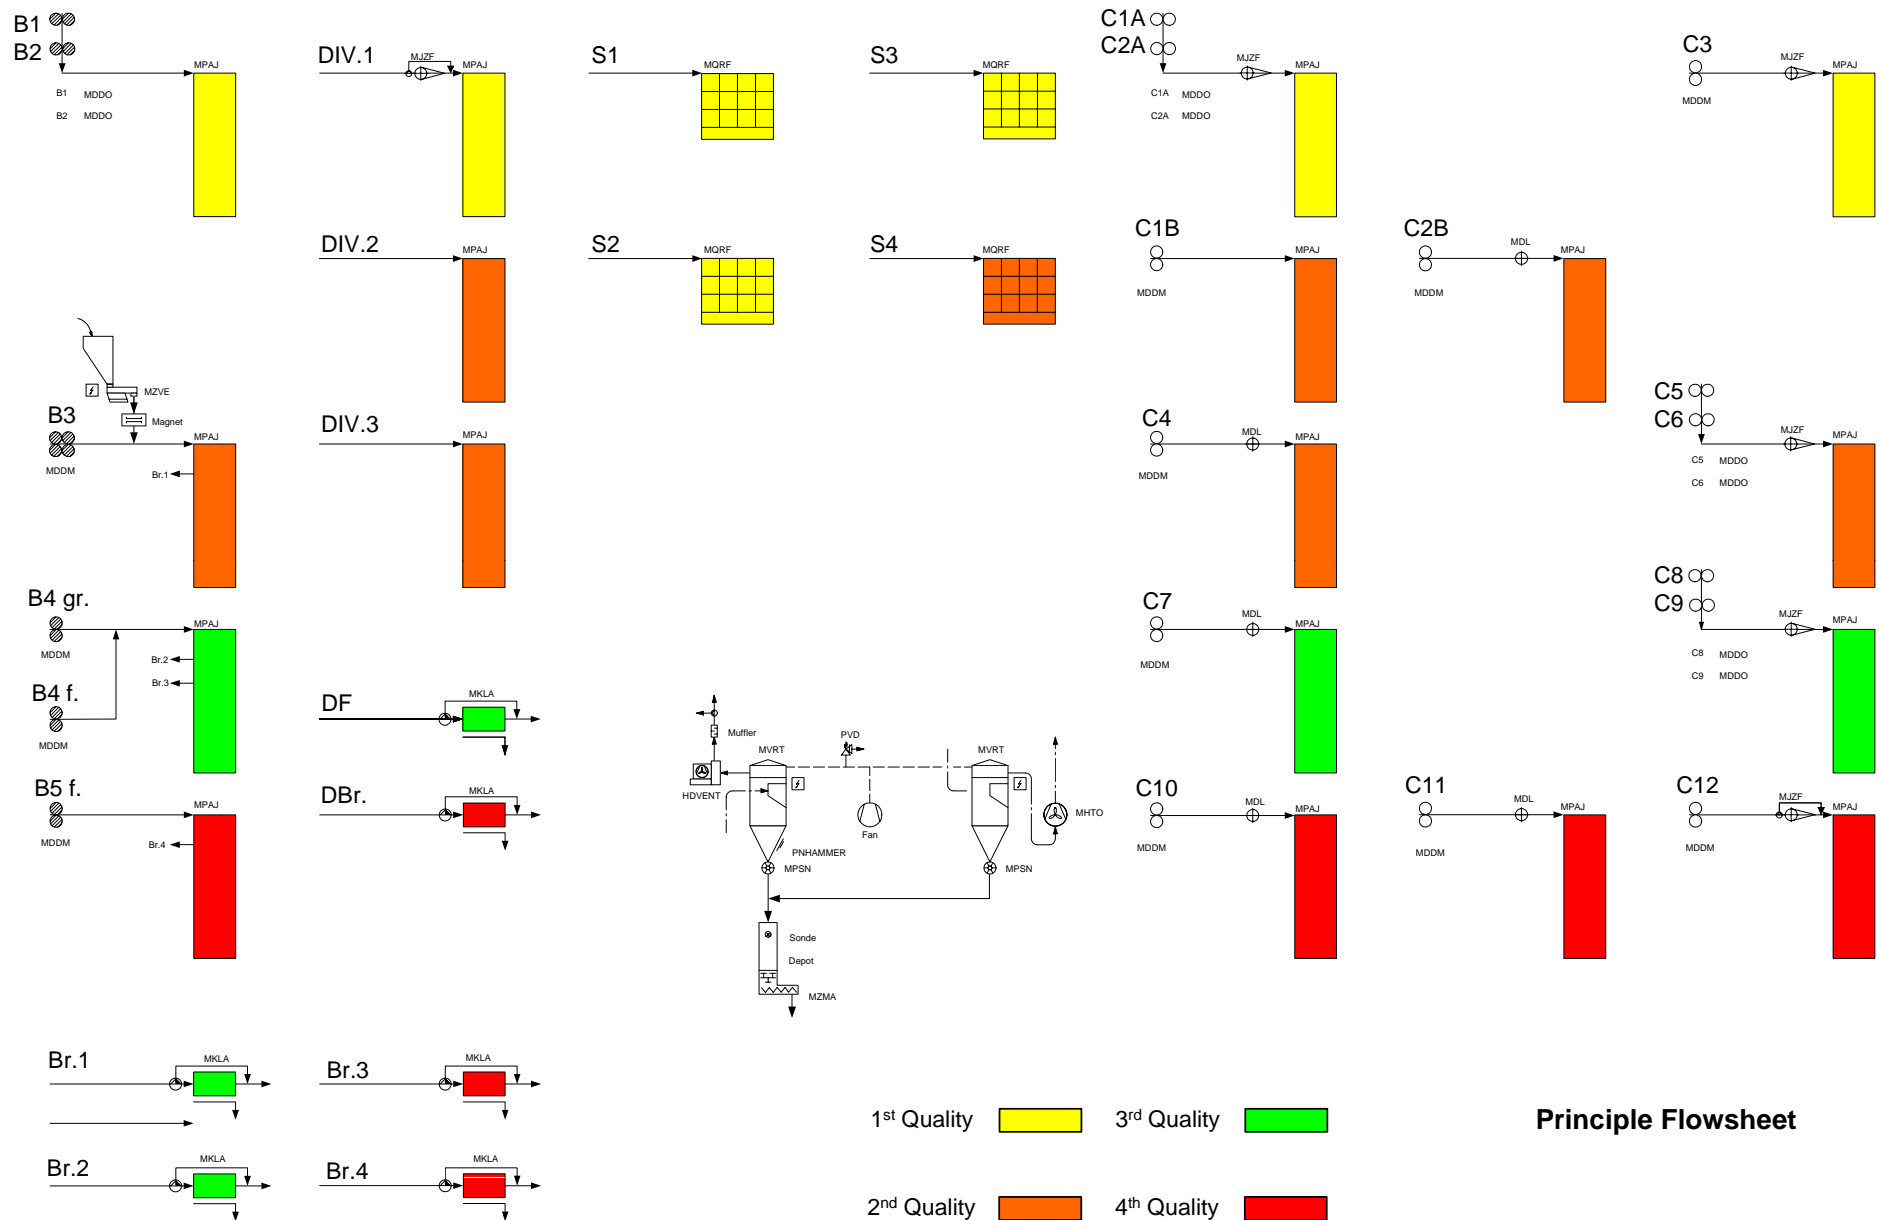 B1
B2
MPAJ
B1 MDDO
B2 MDDO
DIV.1
MJZF
MPAJ
S1
MQRF
S3
MQRF
C1A
C2A
MJZF
MPAJ
C1A MDDO
C2A MDDO
C3
MJZF
MPAJ
MDDM
DIV.2
MPAJ
S2
MQRF
S4
MQRF
C1B
MPAJ
MDDM
C2B
MDL
MPAJ
MDDM
MZVE
Magnet
B3
MPAJ
MDDM
Br.1
DIV.3
MPAJ
C4
MDL
MPAJ
MDDM
C5
C6
MJZF
MPAJ
C5 MDDO
C6 MDDO
B4 gr.
MPAJ
MDDM
Br.2
Br.3
B4 f.
MDDM
C7
MDL
MPAJ
MDDM
C8
C9
MJZF
MPAJ
C8 MDDO
C9 MDDO
DF
MKLA
Muffler
MVRT
PVD
MVRT
HDVENT
Fan
MHTO
PNHAMMER
MPSN
MPSN
Sonde
Depot
MZMA
B5 f.
MPAJ
MDDM
Br.4
DBr.
MKLA
C10
MDL
MPAJ
MDDM
C11
MDL
MPAJ
MDDM
C12
MJZF
MPAJ
MDDM
Br.1
MKLA
Br.3
MKLA
Br.2
MKLA
Br.4
MKLA
1st Quality
3rd Quality
2nd Quality
4th Quality
Principle Flowsheet